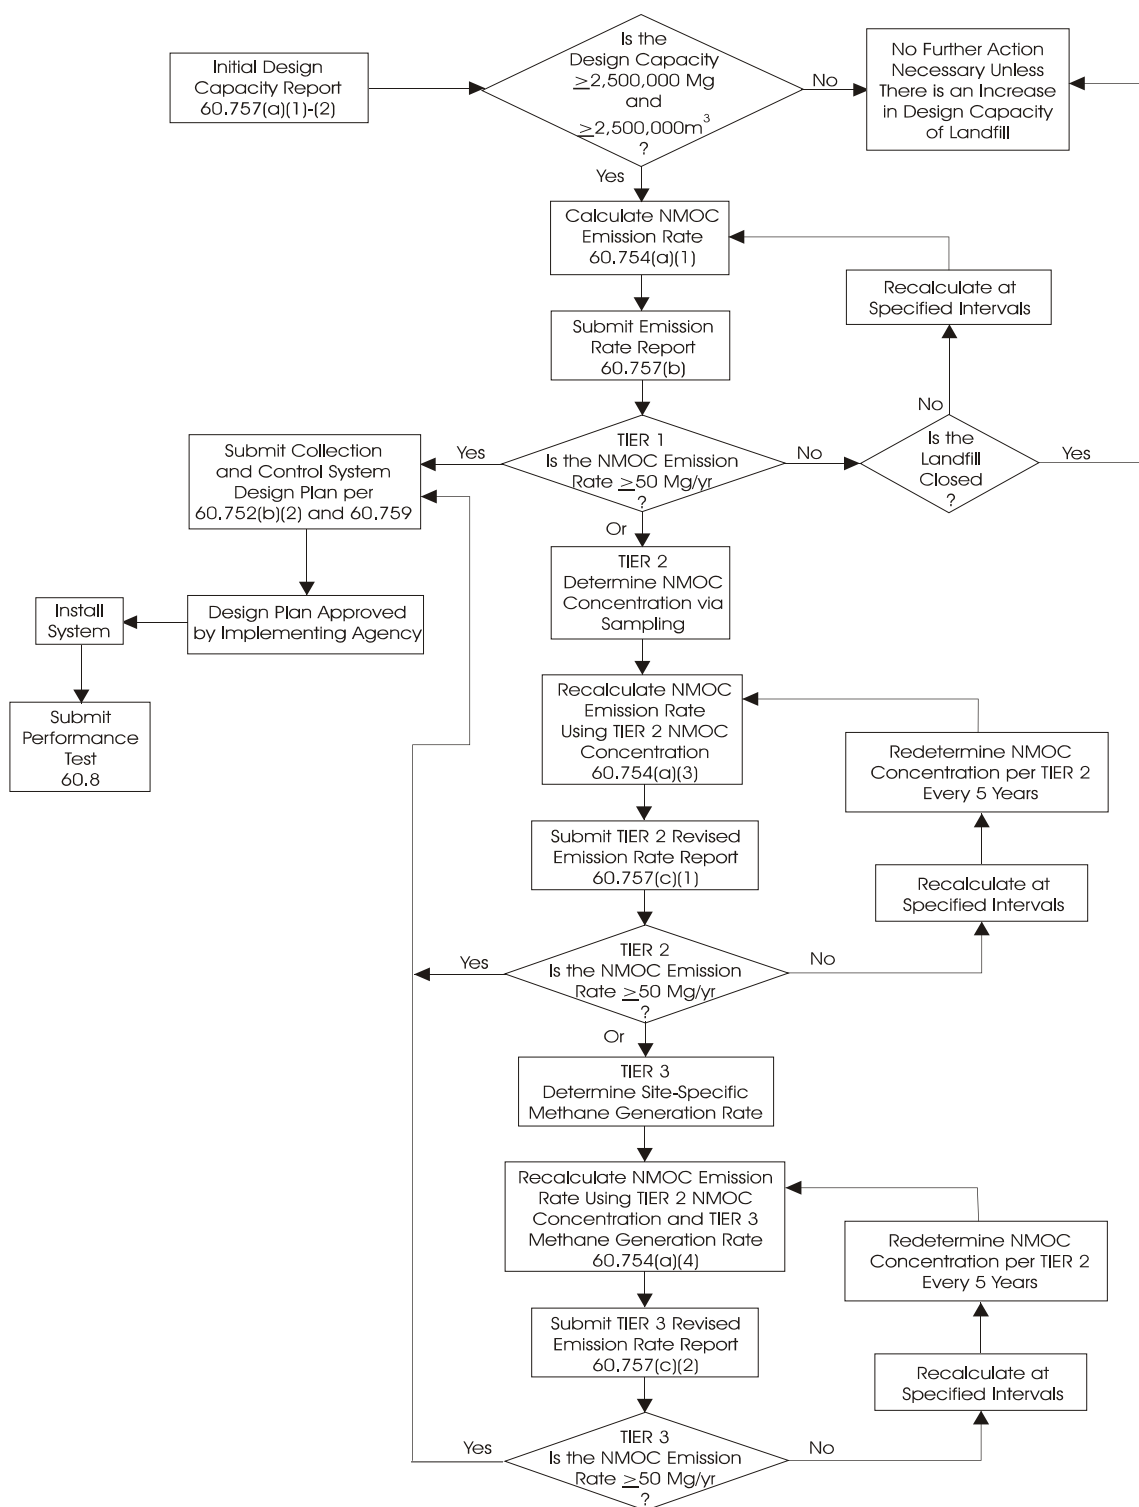 Initial Design
Capacity Report
60.757(a)(1)-(2)
Is the
Design Capacity
≥2,500,000 Mg
and
≥2,500,000m³
?
No
No Further Action
Necessary Unless
There is an Increase
in Design Capacity
of Landfill
Yes
Calculate NMOC
Emission Rate
60.754(a)(1)
Recalculate at
Specified Intervals
Submit Emission
Rate Report
60.757(b)
No
Submit Collection
and Control System
Design Plan per
60.752(b)(2) and 60.759
Yes
TIER 1
Is the NMOC Emission
Rate ≥50 Mg/yr
?
No
Is the
Landfill
Closed
?
Yes
Or
TIER 2
Determine NMOC
Concentration via
Sampling
Install
System
Design Plan Approved
by Implementing Agency
Submit
Performance
Test
60.8
Recalculate NMOC
Emission Rate
Using TIER 2 NMOC
Concentration
60.754(a)(3)
Redetermine NMOC
Concentration per TIER 2
Every 5 Years
Submit TIER 2 Revised
Emission Rate Report
60.757(c)(1)
Recalculate at
Specified Intervals
Yes
TIER 2
Is the NMOC Emission
Rate ≥50 Mg/yr
?
No
Or
TIER 3
Determine Site-Specific
Methane Generation Rate
Recalculate NMOC Emission
Rate Using TIER 2 NMOC
Concentration and TIER 3
Methane Generation Rate
60.754(a)(4)
Redetermine NMOC
Concentration per TIER 2
Every 5 Years
Submit TIER 3 Revised
Emission Rate Report
60.757(c)(2)
Recalculate at
Specified Intervals
Yes
TIER 3
Is the NMOC Emission
Rate ≥50 Mg/yr
?
No